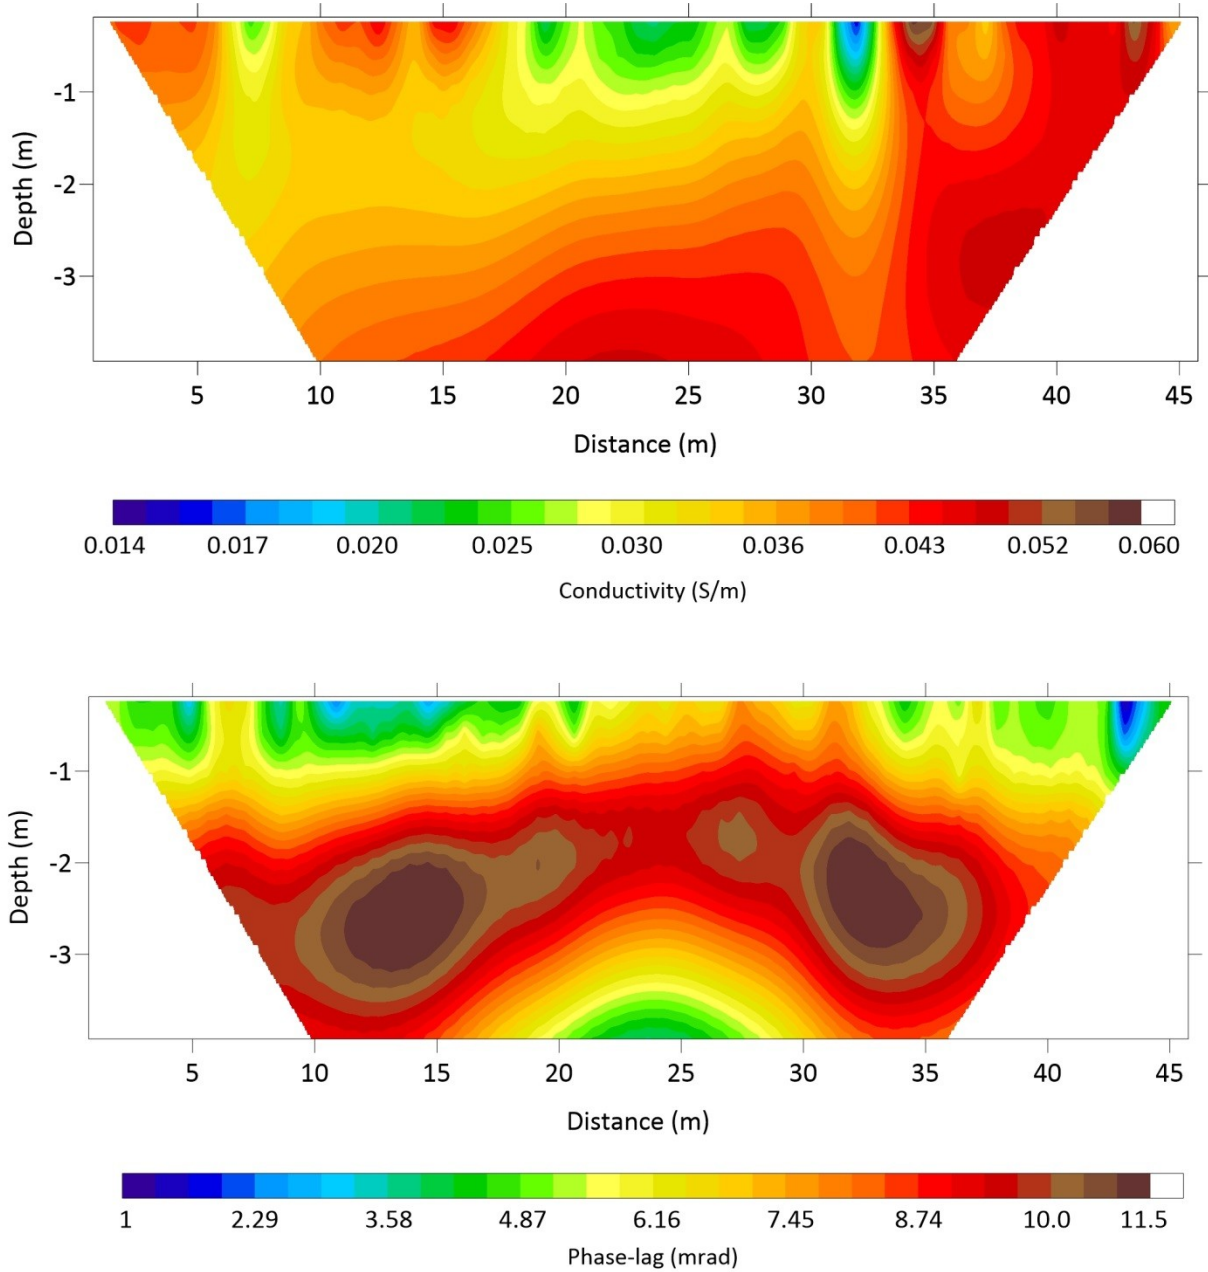 -1
-2
-3
Depth (m)
5 10 15 20 25 30 35 40 45
Distance (m)
0.014 0.017 0.020 0.025 0.030 0.036 0.043 0.052 0.060
Conductivity (S/m)
-1
-2
-3
Depth (m)
5 10 15 20 25 30 35 40 45
Distance (m)
1 2.29 3.58 4.87 6.16 7.45 8.74 10.0 11.5
Phase-lag (mrad)